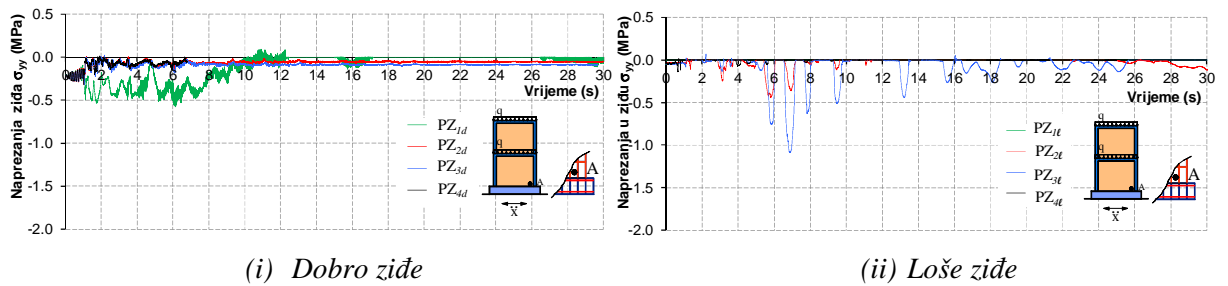 Naprezanja ziđa σyy (MPa)
0.5
0.0
-0.5
-1.0
-1.5
-2.0
0 2 4 6 8 10 12 14 16 18 20 22 24 26 28 30
Vrijeme (s)
PZ1d
PZ2d
PZ3d
PZ4d
q
q
A
ẍ
A
(i) Dobro ziđe
Naprezanja u ziđu σyy (MPa)
0.5
0.0
-0.5
-1.0
-1.5
-2.0
0 2 4 6 8 10 12 14 16 18 20 22 24 26 28 30
Vrijeme (s)
PZ1ℓ
PZ2ℓ
PZ3ℓ
PZ4ℓ
q
q
A
ẍ
A
(ii) Loše ziđe